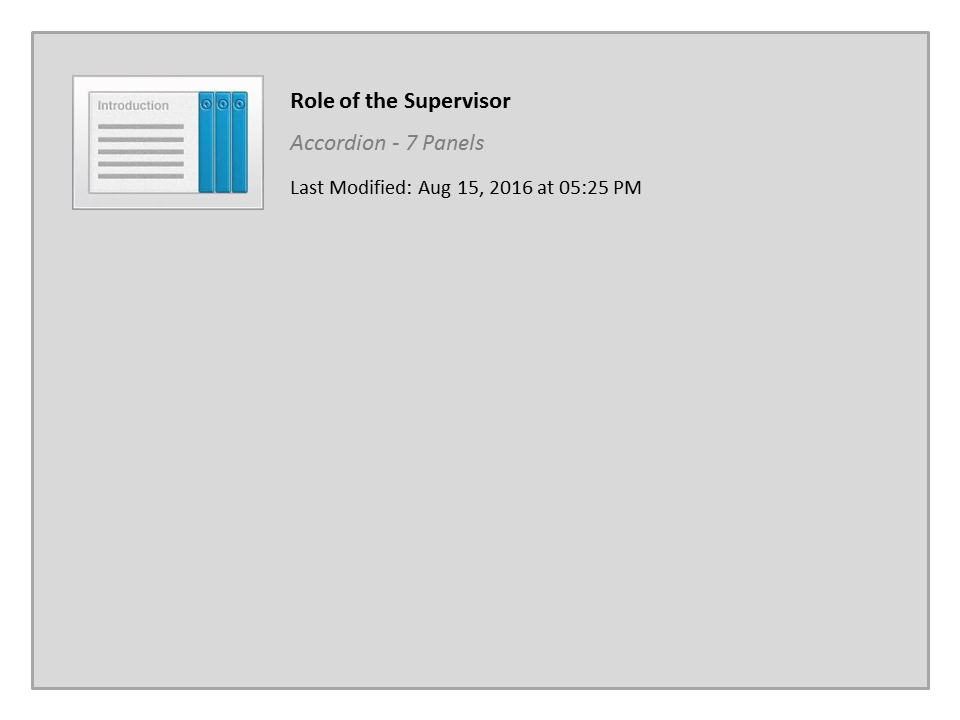 Introduction
Role of the Supervisor
Accordion - 7 Panels
Last Modified: Aug 15, 2016 at 05:25 PM